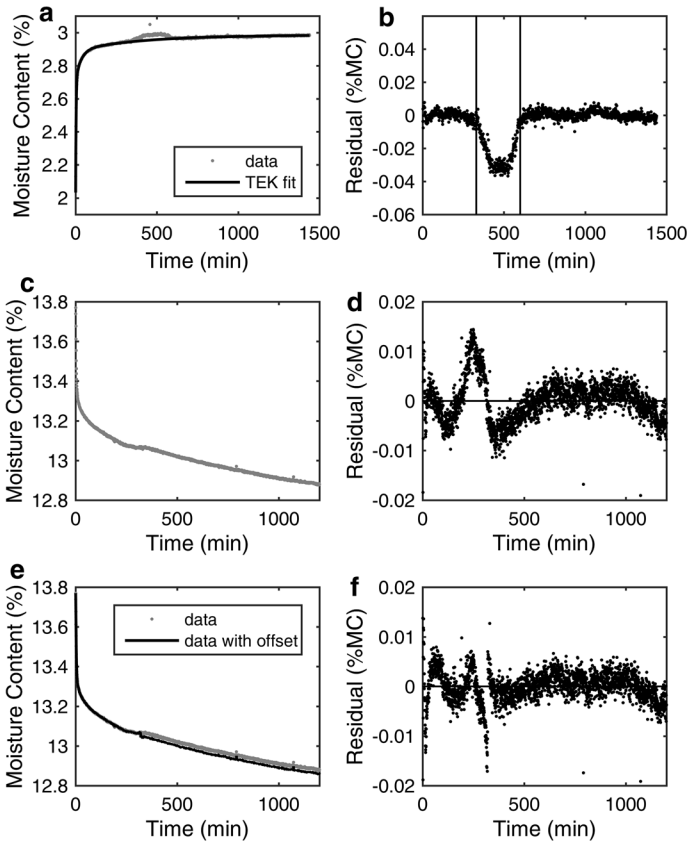 a
Moisture Content (%)
3
2.8
2.6
2.4
2.2
2
data
TEK fit
0
500
1000
1500
Time (min)
b
Residual (%MC)
0.04
0.02
0
-0.02
-0.04
-0.06
0
500
1000
1500
Time (min)
c
Moisture Content (%)
13.8
13.6
13.4
13.2
13
12.8
0
500
1000
Time (min)
d
Residual (%MC)
0.02
0.01
0
-0.01
-0.02
0
500
1000
Time (min)
e
Moisture Content (%)
13.8
13.6
13.4
13.2
13
12.8
data
data with offset
0
500
1000
Time (min)
f
Residual (%MC)
0.02
0.01
0
-0.01
-0.02
0
500
1000
Time (min)